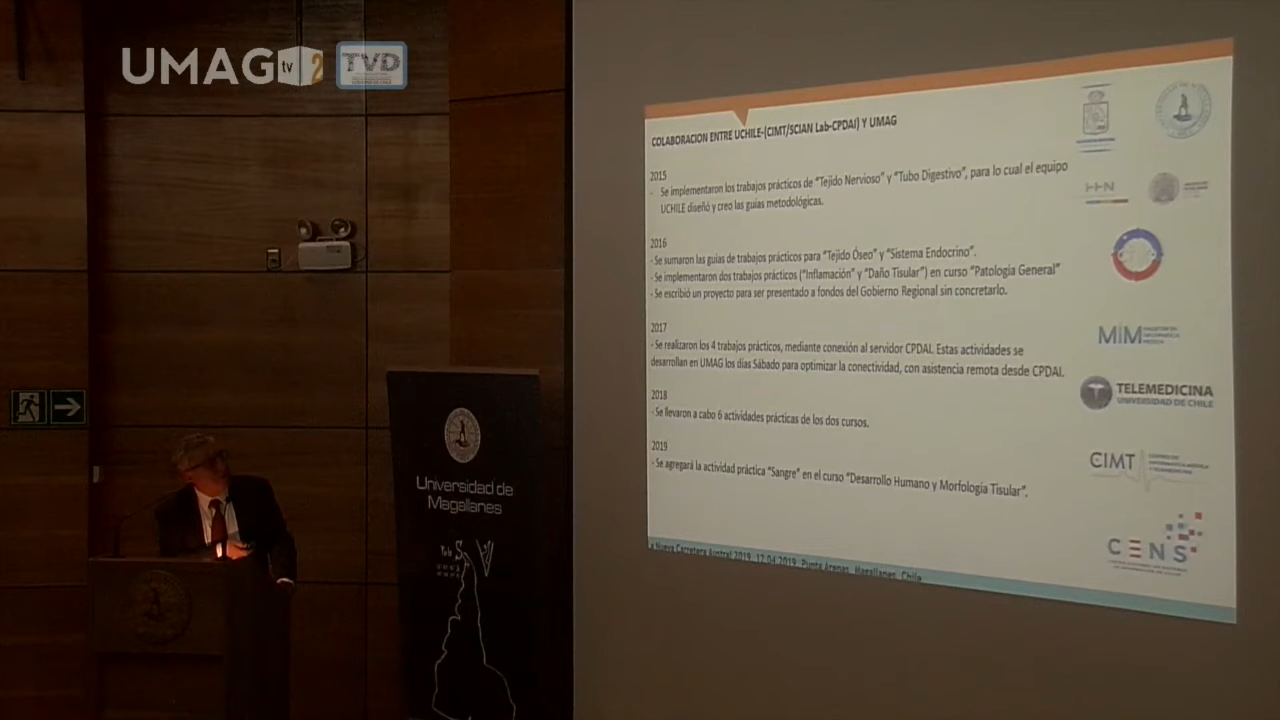 UMAG tv 2
TVD
COLABORACION ENTRE UCHILE-(CIMT/SCIAN Lab-CPDAI) Y UMAG
2015
- Se implementaron los trabajos prácticos de “Tejido Nervioso” y “Tubo Digestivo”, para lo cual el equipo
UCHILE diseñó y creo las guías metodológicas.
2016
- Se sumaron las guías de trabajos prácticos para “Tejido Óseo” y “Sistema Endocrino”.
- Se implementaron dos trabajos prácticos (“Inflamación” y “Daño Tisular”) en curso “Patología General”
- Se escribió un proyecto para ser presentado a fondos del Gobierno Regional sin concretarlo.
2017
- Se realizaron los 4 trabajos prácticos, mediante conexión al servidor CPDAI. Estas actividades se
desarrollan en UMAG los días Sábado para optimizar la conectividad, con asistencia remota desde CPDAI.
2018
- Se llevaron a cabo 6 actividades prácticas de los dos cursos.
2019
- Se agregará la actividad práctica “Sangre” en el curso “Desarrollo Humano y Morfología Tisular”.
Nueva Carretera Austral 2019, 12.04.2019, Punta Arenas, Magallanes, Chile
MIM
TELEMEDICINA
UNIVERSIDAD DE CHILE
CIMT
CENS
Universidad de
Magallanes